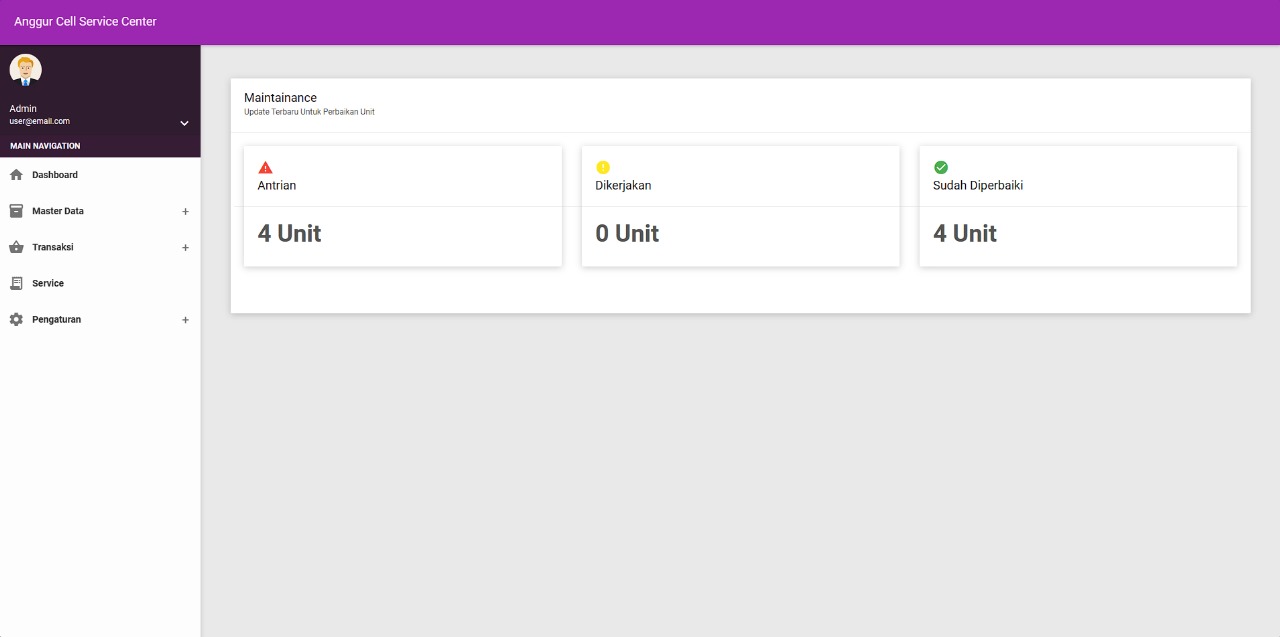 Anggur Cell Service Center
Admin
user@email.com
MAIN NAVIGATION
Dashboard
Master Data
+
Transaksi
+
Service
Pengaturan
+
Maintainance
Update Terbaru Untuk Perbaikan Unit
Antrian
4 Unit
Dikerjakan
0 Unit
Sudah Diperbaiki
4 Unit